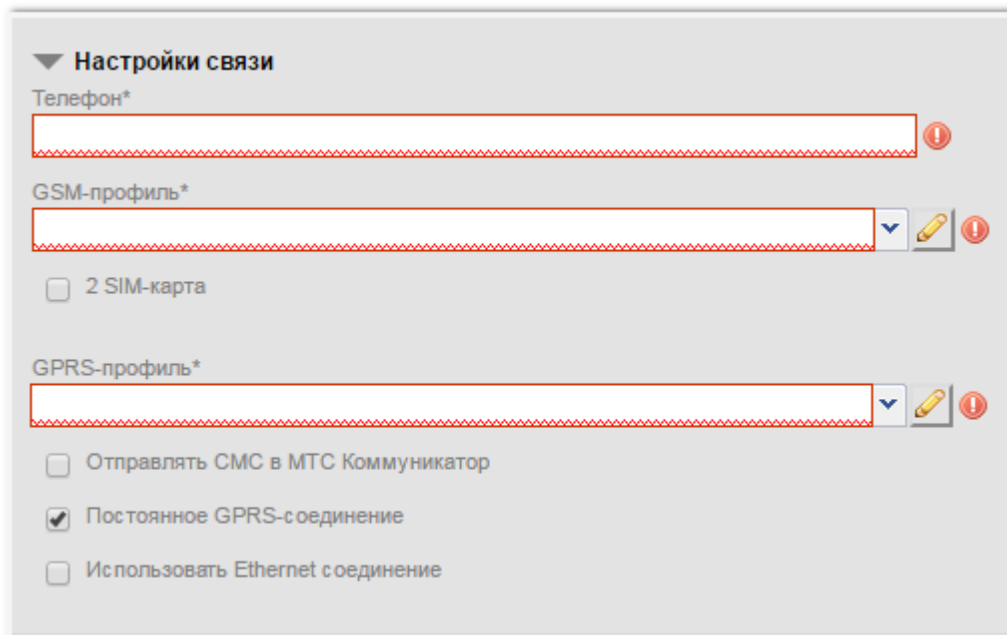 Настройки связи
Телефон*
GSM-профиль*
2 SIM-карта
GPRS-профиль*
Отправлять СМС в МТС Коммуникатор
Постоянное GPRS-соединение
Использовать Ethernet соединение